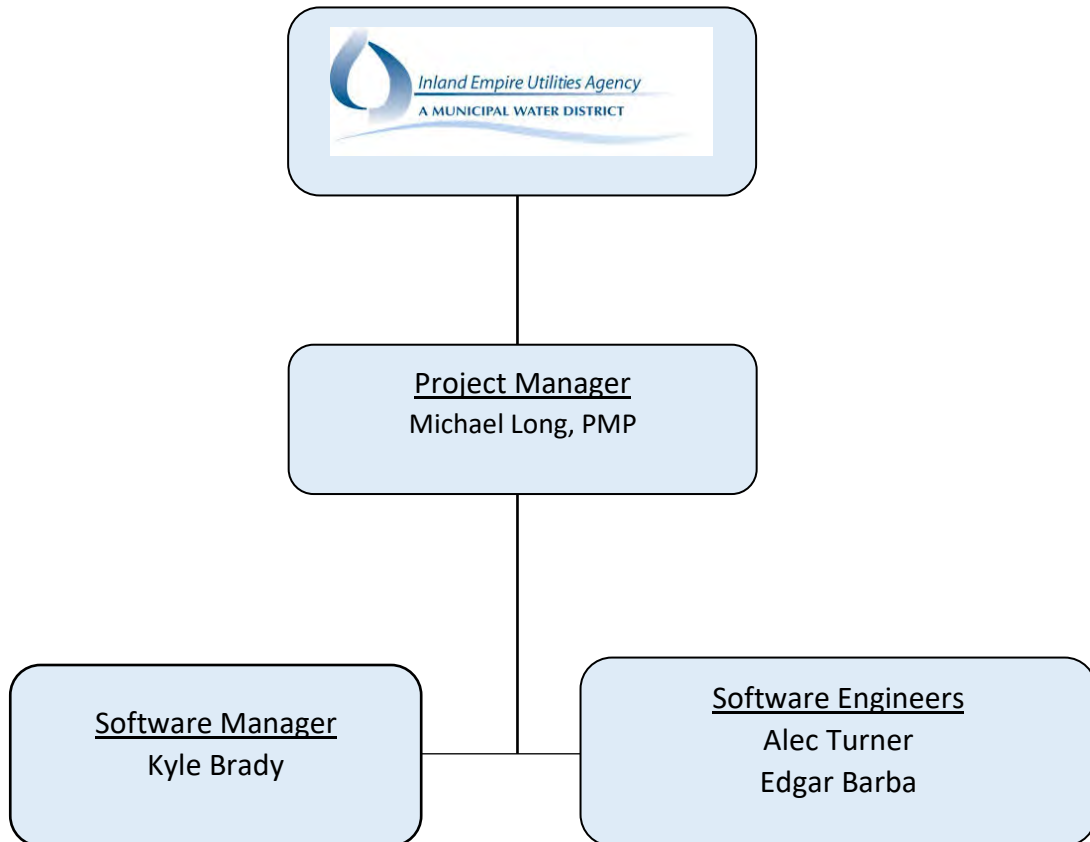 Inland Empire Utilities Agency
A MUNICIPAL WATER DISTRICT
Project Manager
Michael Long, PMP
Software Manager
Kyle Brady
Software Engineers
Alec Turner
Edgar Barba